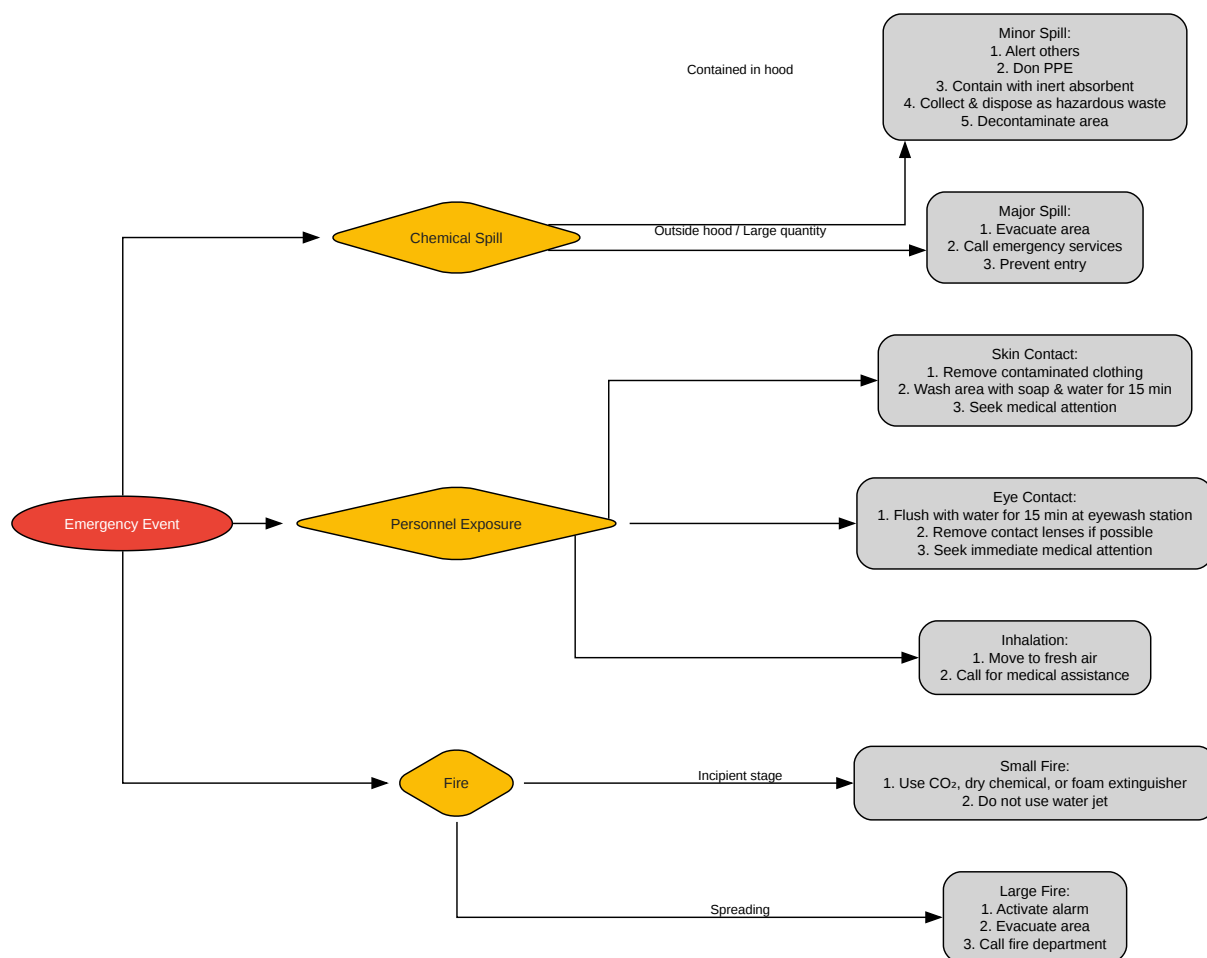 Contained in hood
Minor Spill:
1. Alert others
2. Don PPE
3. Contain with inert absorbent
4. Collect & dispose as hazardous waste
5. Decontaminate area
Chemical Spill
Outside hood / Large quantity
Major Spill:
1. Evacuate area
2. Call emergency services
3. Prevent entry
Skin Contact:
1. Remove contaminated clothing
2. Wash area with soap & water for 15 min
3. Seek medical attention
Emergency Event
Personnel Exposure
Eye Contact:
1. Flush with water for 15 min at eyewash station
2. Remove contact lenses if possible
3. Seek immediate medical attention
Inhalation:
1. Move to fresh air
2. Call for medical assistance
Fire
Incipient stage
Small Fire:
1. Use CO₂, dry chemical, or foam extinguisher
2. Do not use water jet
Spreading
Large Fire:
1. Activate alarm
2. Evacuate area
3. Call fire department